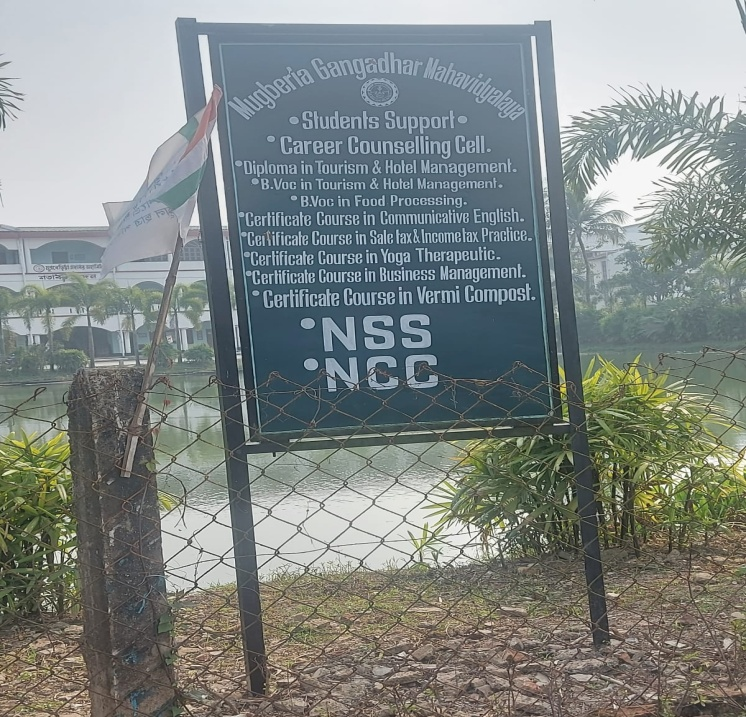 Mugberia Gangadhar Mahavidyalaya
•Students Support•
•Career Counselling Cell.
•Diploma in Tourism & Hotel Management.
•B.Voc in Tourism & Hotel Management.
•B.Voc in Food Processing.
•Certificate Course in Communicative English.
•Certificate Course in Sale tax & Income tax Practice.
•Certificate Course in Yoga Therapeutic.
•Certificate Course in Business Management.
•Certificate Course in Vermi Compost.
•NSS
•NCC